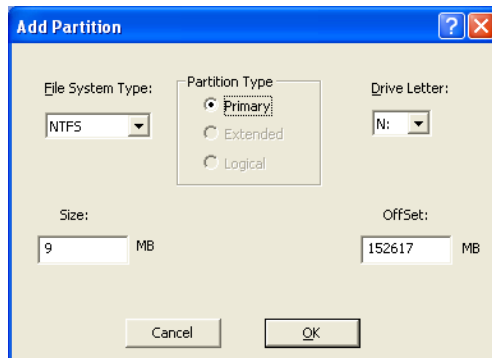 Add Partition
File System Type:
Partition Type
Drive Letter:
NTFS
Primary
Extended
Logical
N:
Size:
OffSet:
9 MB
152617 MB
Cancel
OK